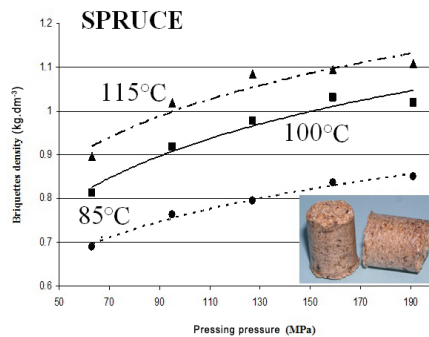 SPRUCE
1.2
1.1
1
0.9
0.8
0.7
0.6
Briquettes density (kg.dm⁻³)
115°C
100°C
85°C
50 70 90 110 130 150 170 190
Pressing pressure (MPa)